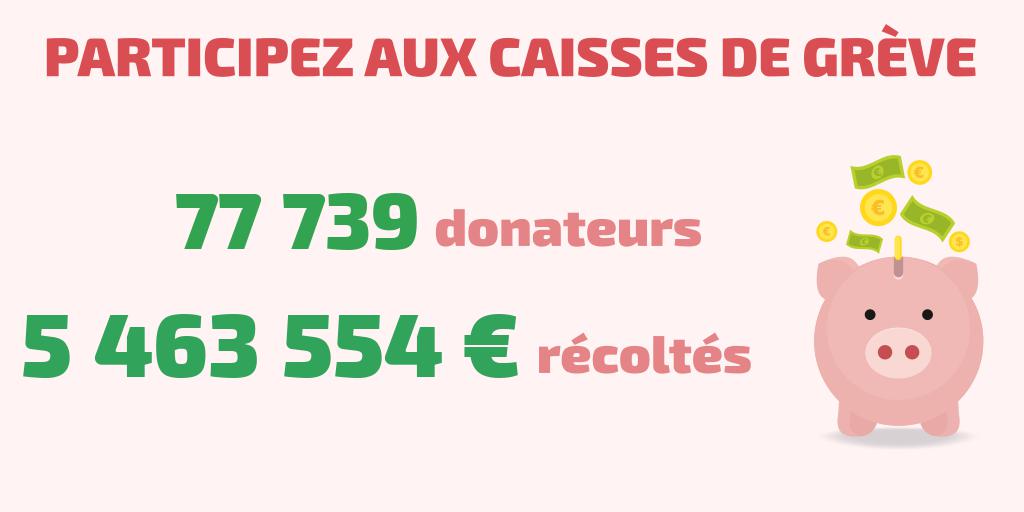 PARTICIPEZ AUX CAISSES DE GRÈVE
77 739 donateurs
5 463 554 € récoltés